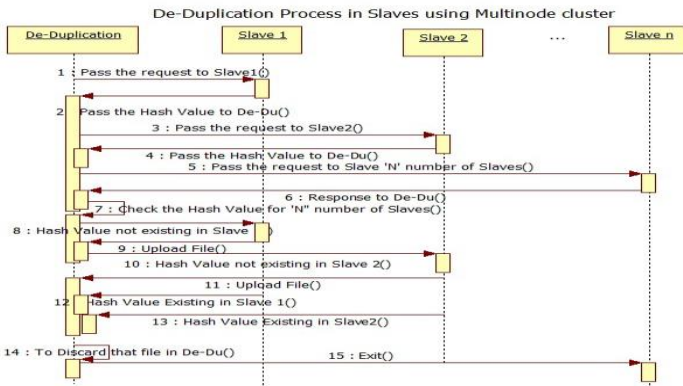 De-Duplication Process in Slaves using Multinode cluster
De-Duplication
Slave 1
Slave 2
...
Slave n
1 : Pass the request to Slave1()
2 Pass the Hash Value to De-Du()
3 : Pass the request to Slave2()
4 : Pass the Hash Value to De-Du()
5 : Pass the request to Slave 'N' number of Slaves()
6 : Response to De-Du()
7 : Check the Hash Value for 'N" number of Slaves()
8 : Hash Value not existing in Slave ()
9 : Upload File()
10 : Hash Value not existing in Slave 2()
11 : Upload File()
12 Hash Value Existing in Slave 1()
13 : Hash Value Existing in Slave2()
14 : To Discard that file in De-Du()
15 : Exit()